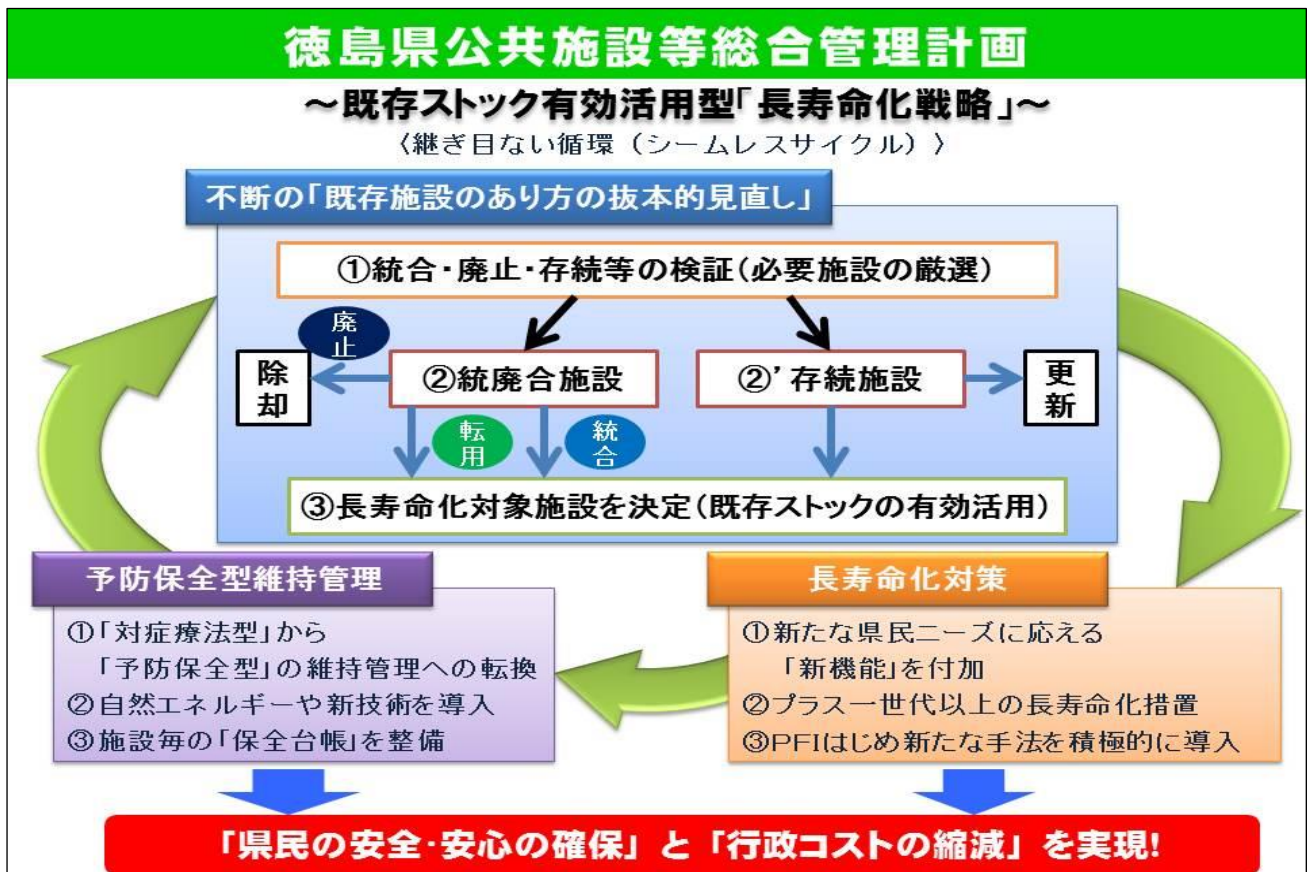 徳島県公共施設等総合管理計画
～既存ストック有効活用型「長寿命化戦略」～
〈継ぎ目ない循環（シームレスサイクル）〉
不断の「既存施設のあり方の抜本的見直し」
①統合・廃止・存続等の検証(必要施設の厳選)
廃止
除却
②統廃合施設
②’存続施設
更新
転用
統合
③長寿命化対象施設を決定(既存ストックの有効活用)
予防保全型維持管理
①「対症療法型」から
「予防保全型」の維持管理への転換
②自然エネルギーや新技術を導入
③施設毎の「保全台帳」を整備
長寿命化対策
①新たな県民ニーズに応える
「新機能」を付加
②プラス一世代以上の長寿命化措置
③PFIはじめ新たな手法を積極的に導入
「県民の安全・安心の確保」と「行政コストの縮減」を実現!